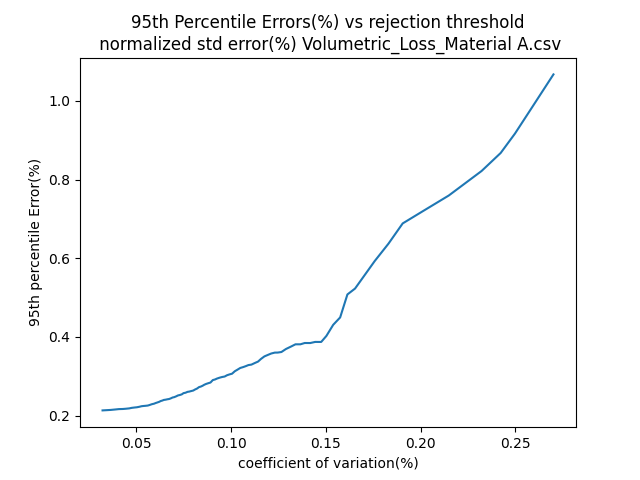 95th Percentile Errors(%) vs rejection threshold
normalized std error(%) Volumetric_Loss_Material A.csv
1.0
0.8
0.6
0.4
0.2
95th percentile Error(%)
0.05 0.10 0.15 0.20 0.25
coefficient of variation(%)